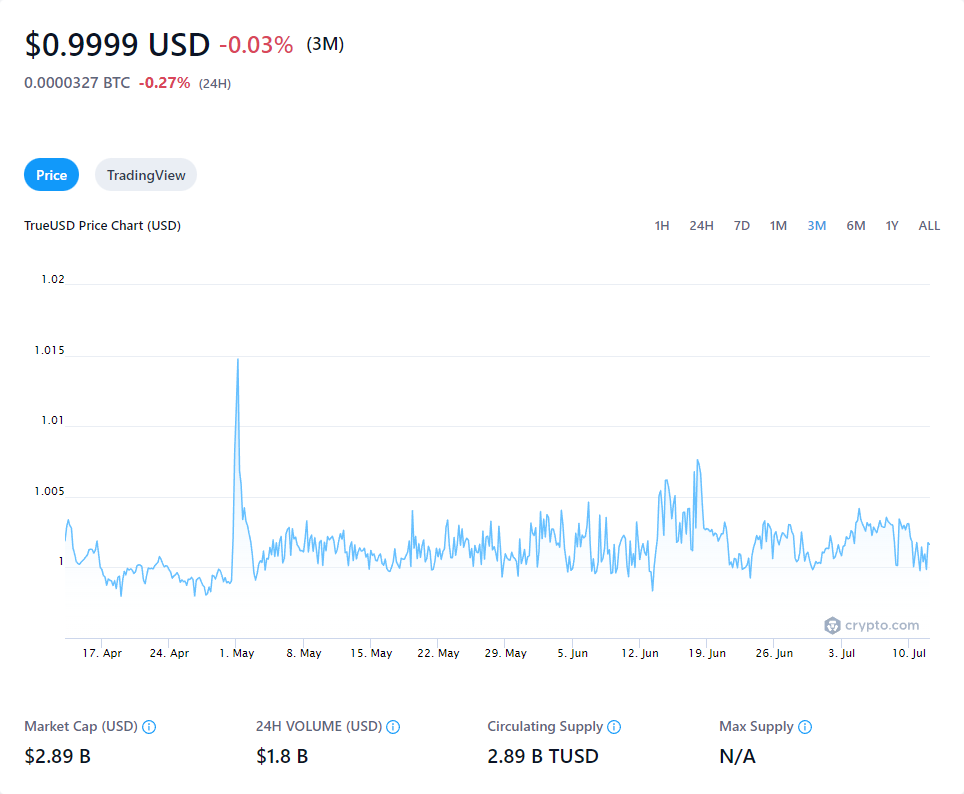 $0.9999 USD -0.03% (3M)
0.0000327 BTC -0.27% (24H)
Price TradingView
TrueUSD Price Chart (USD) 1H 24H 7D 1M 3M 6M 1Y ALL
1.02
1.015
1.01
1.005
1
crypto.com
17. Apr 24. Apr 1. May 8. May 15. May 22. May 29. May 5. Jun 12. Jun 19. Jun 26. Jun 3. Jul 10. Jul
Market Cap (USD) 24H VOLUME (USD) Circulating Supply Max Supply
$2.89 B $1.8 B 2.89 B TUSD N/A